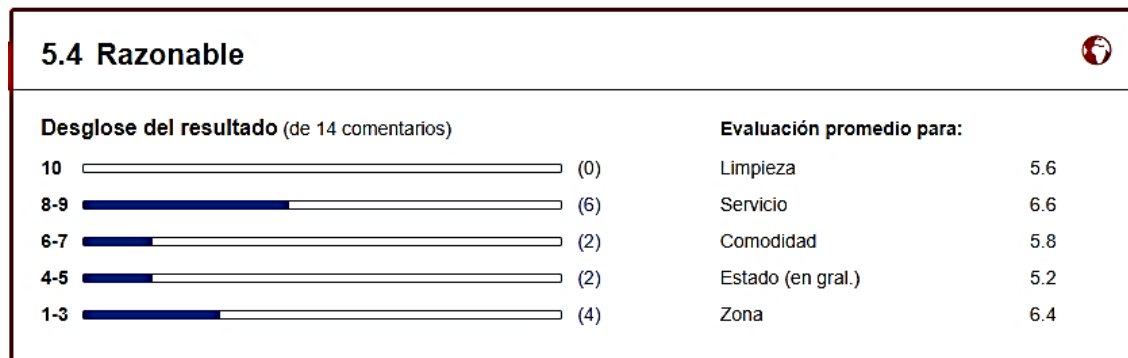 5.4 Razonable
Desglose del resultado (de 14 comentarios)
10 (0)
8-9 (6)
6-7 (2)
4-5 (2)
1-3 (4)
Evaluación promedio para:
Limpieza 5.6
Servicio 6.6
Comodidad 5.8
Estado (en gral.) 5.2
Zona 6.4